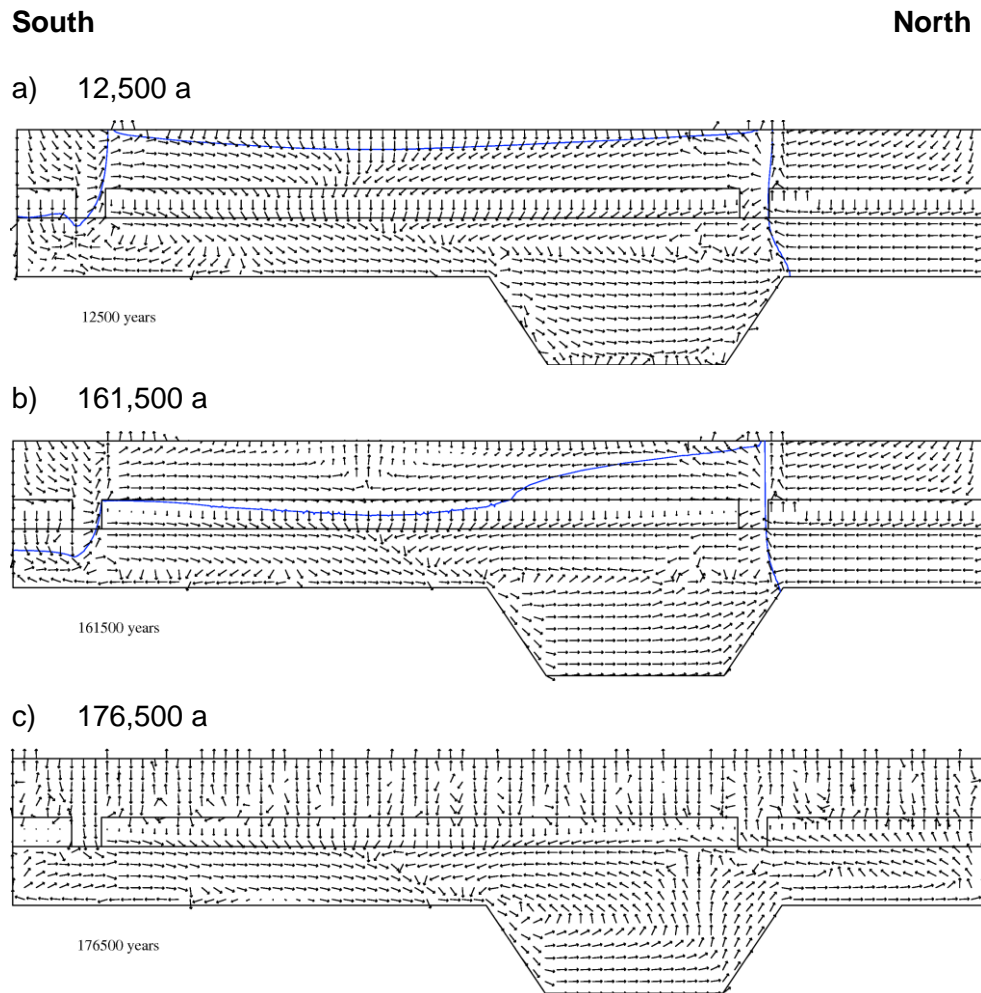 South North
a) 12,500 a
12500 years
b) 161,500 a
161500 years
c) 176,500 a
176500 years